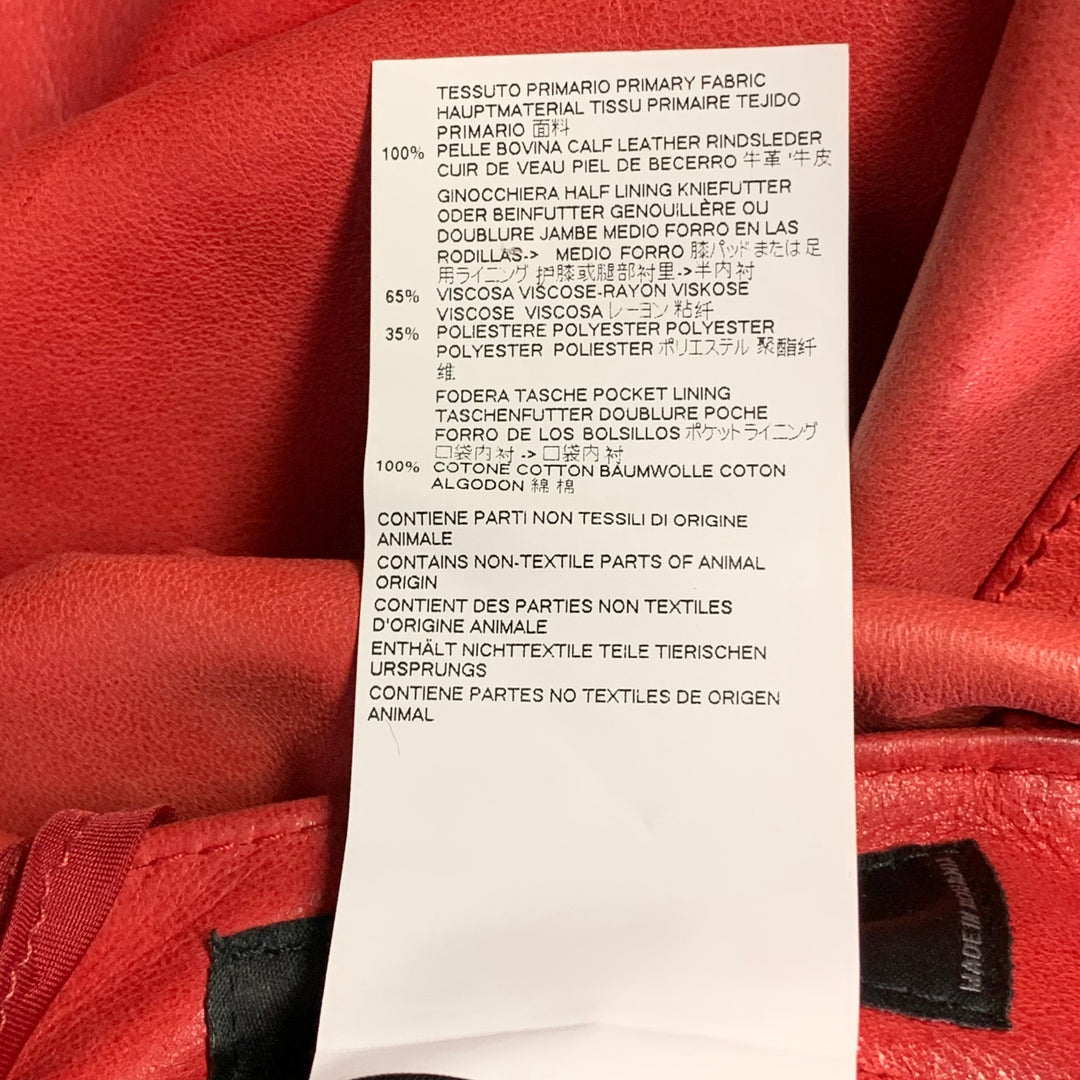 TESSUTO PRIMARIO PRIMARY FABRIC
HAUPTMATERIAL TISSU PRIMAIRE TEJIDO
PRIMARIO 面料
100% PELLE BOVINA CALF LEATHER RINDSLEDER
CUIR DE VEAU PIEL DE BECERRO 牛革 '牛皮
GINOCCHIERA HALF LINING KNIEFUTTER
ODER BEINFUTTER GENOUILLÈRE OU
DOUBLURE JAMBE MEDIO FORRO EN LAS
RODILLAS-> MEDIO FORRO 膝パッドまたは足
用ライニング 护膝或腿部衬里->半内衬
65% VISCOSA VISCOSE-RAYON VISKOSE
VISCOSE VISCOSA レーヨン 粘纤
35% POLIESTERE POLYESTER POLYESTER
POLYESTER POLIESTER ポリエステル 聚酯纤
维
FODERA TASCHE POCKET LINING
TASCHENFUTTER DOUBLURE POCHE
FORRO DE LOS BOLSILLOS ポケットライニング
口袋内衬 -> 口袋内衬
100% COTONE COTTON BAUMWOLLE COTON
ALGODON 綿 棉
CONTIENE PARTI NON TESSILI DI ORIGINE
ANIMALE
CONTAINS NON-TEXTILE PARTS OF ANIMAL
ORIGIN
CONTIENT DES PARTIES NON TEXTILES
D'ORIGINE ANIMALE
ENTHÄLT NICHTTEXTILE TEILE TIERISCHEN
URSPRUNGS
CONTIENE PARTES NO TEXTILES DE ORIGEN
ANIMAL
MADE IN